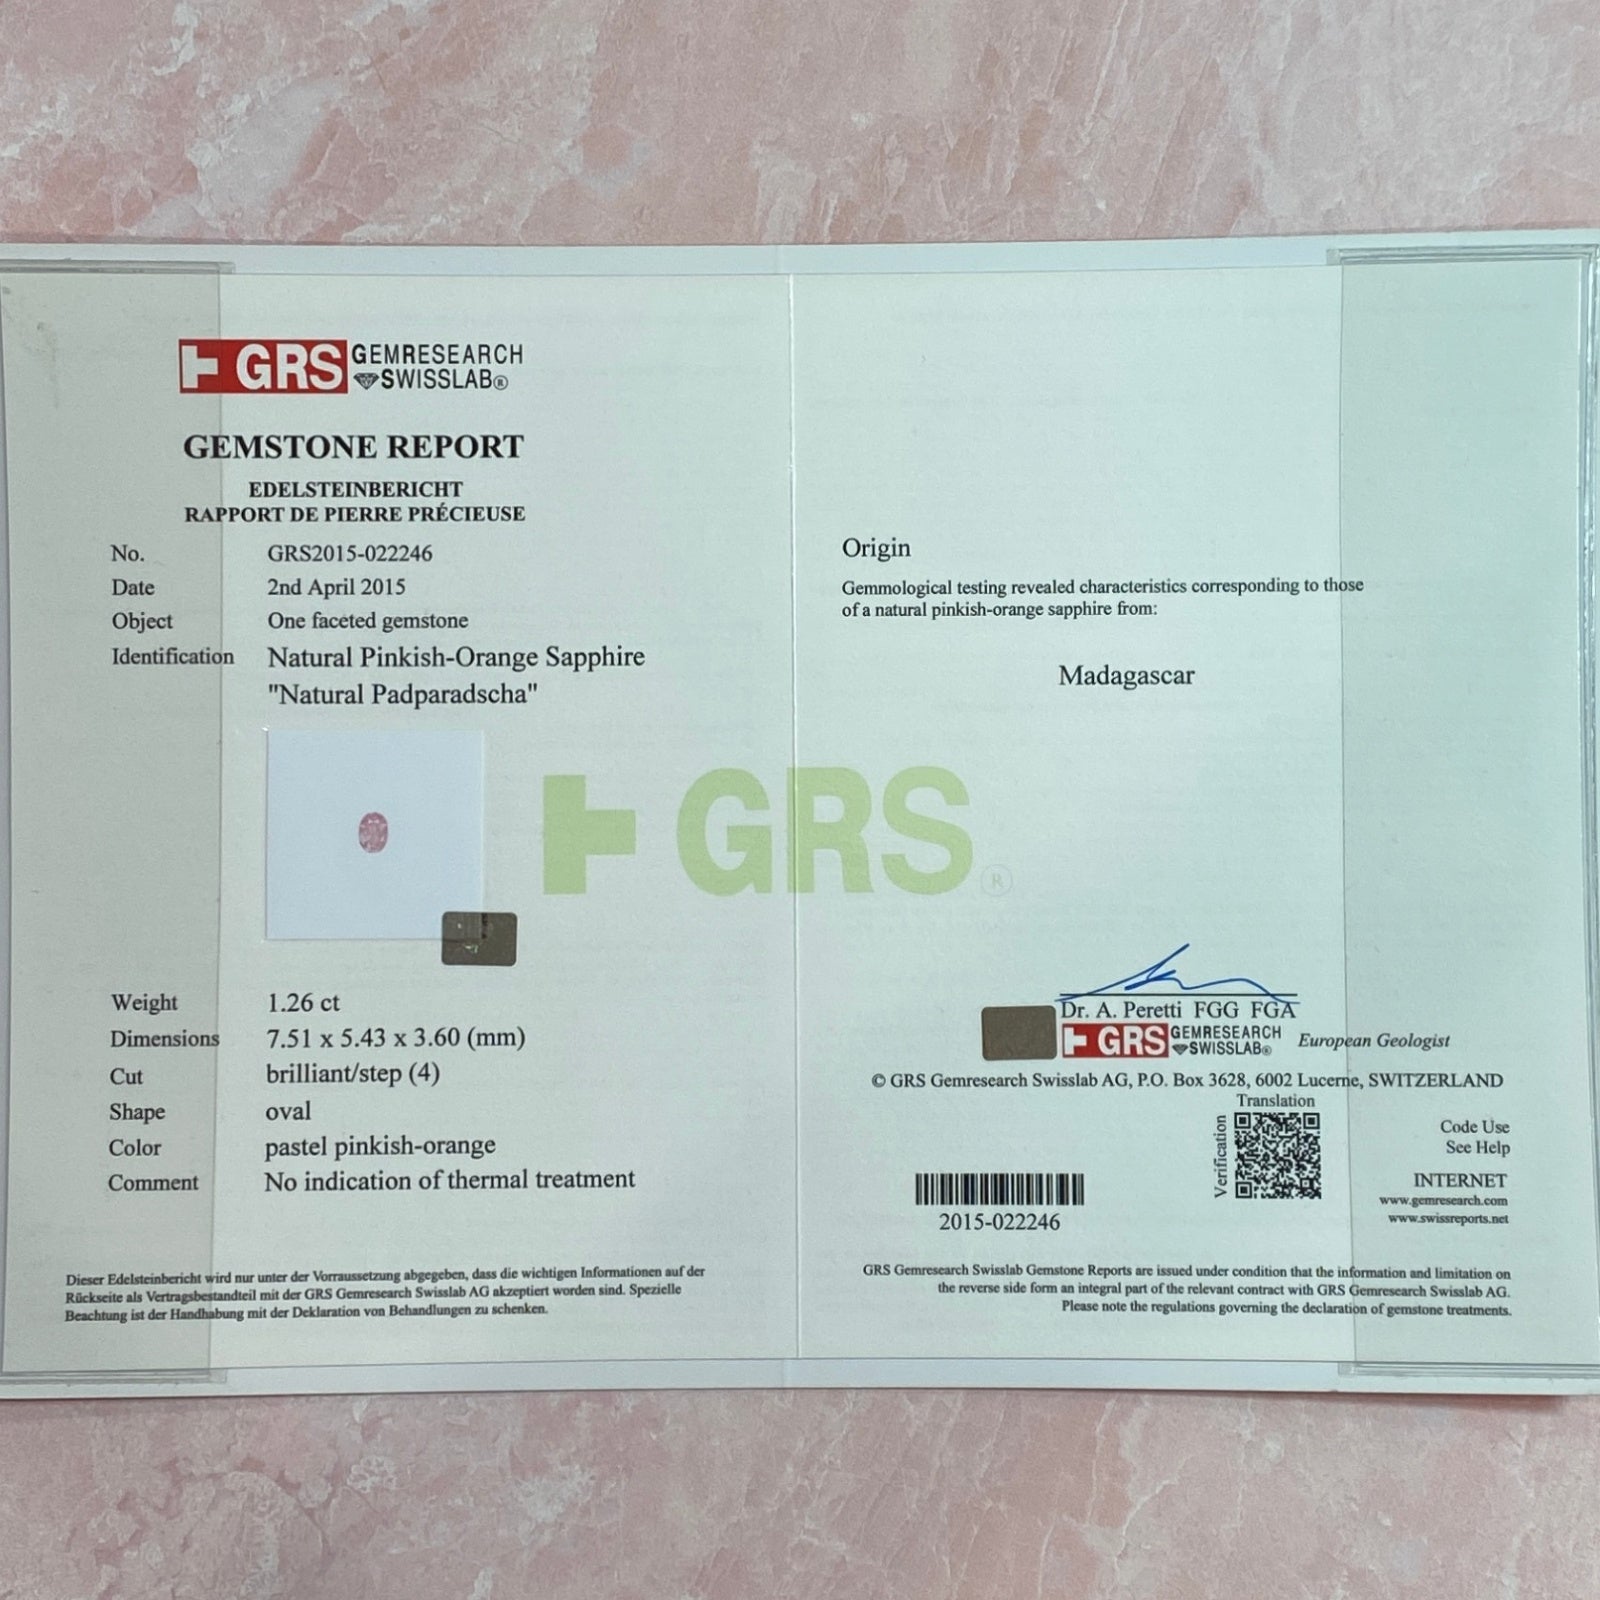 GRS GEMRESEARCH
SWISSLAB®
GEMSTONE REPORT
EDELSTEINBERICHT
RAPPORT DE PIERRE PRÉCIEUSE
No. GRS2015-022246
Date 2nd April 2015
Object One faceted gemstone
Identification Natural Pinkish-Orange Sapphire
"Natural Padparadscha"
Weight 1.26 ct
Dimensions 7.51 x 5.43 x 3.60 (mm)
Cut brilliant/step (4)
Shape oval
Color pastel pinkish-orange
Comment No indication of thermal treatment
Dieser Edelsteinbericht wird nur unter der Vorraussetzung abgegeben, dass die wichtigen Informationen auf der
Rückseite als Vertragsbestandteil mit der GRS Gemresearch Swisslab AG akzeptiert worden sind. Spezielle
Beachtung ist der Handhabung mit der Deklaration von Behandlungen zu schenken.
GRS®
Origin
Gemmological testing revealed characteristics corresponding to those
of a natural pinkish-orange sapphire from:
Madagascar
Dr. A. Peretti FGG FGA
GRS GEMRESEARCH
SWISSLAB®
European Geologist
© GRS Gemresearch Swisslab AG, P.O. Box 3628, 6002 Lucerne, SWITZERLAND
Translation
Verification
Code Use
See Help
INTERNET
www.gemresearch.com
www.swissreports.net
2015-022246
GRS Gemresearch Swisslab Gemstone Reports are issued under condition that the information and limitation on
the reverse side form an integral part of the relevant contract with GRS Gemresearch Swisslab AG.
Please note the regulations governing the declaration of gemstone treatments.